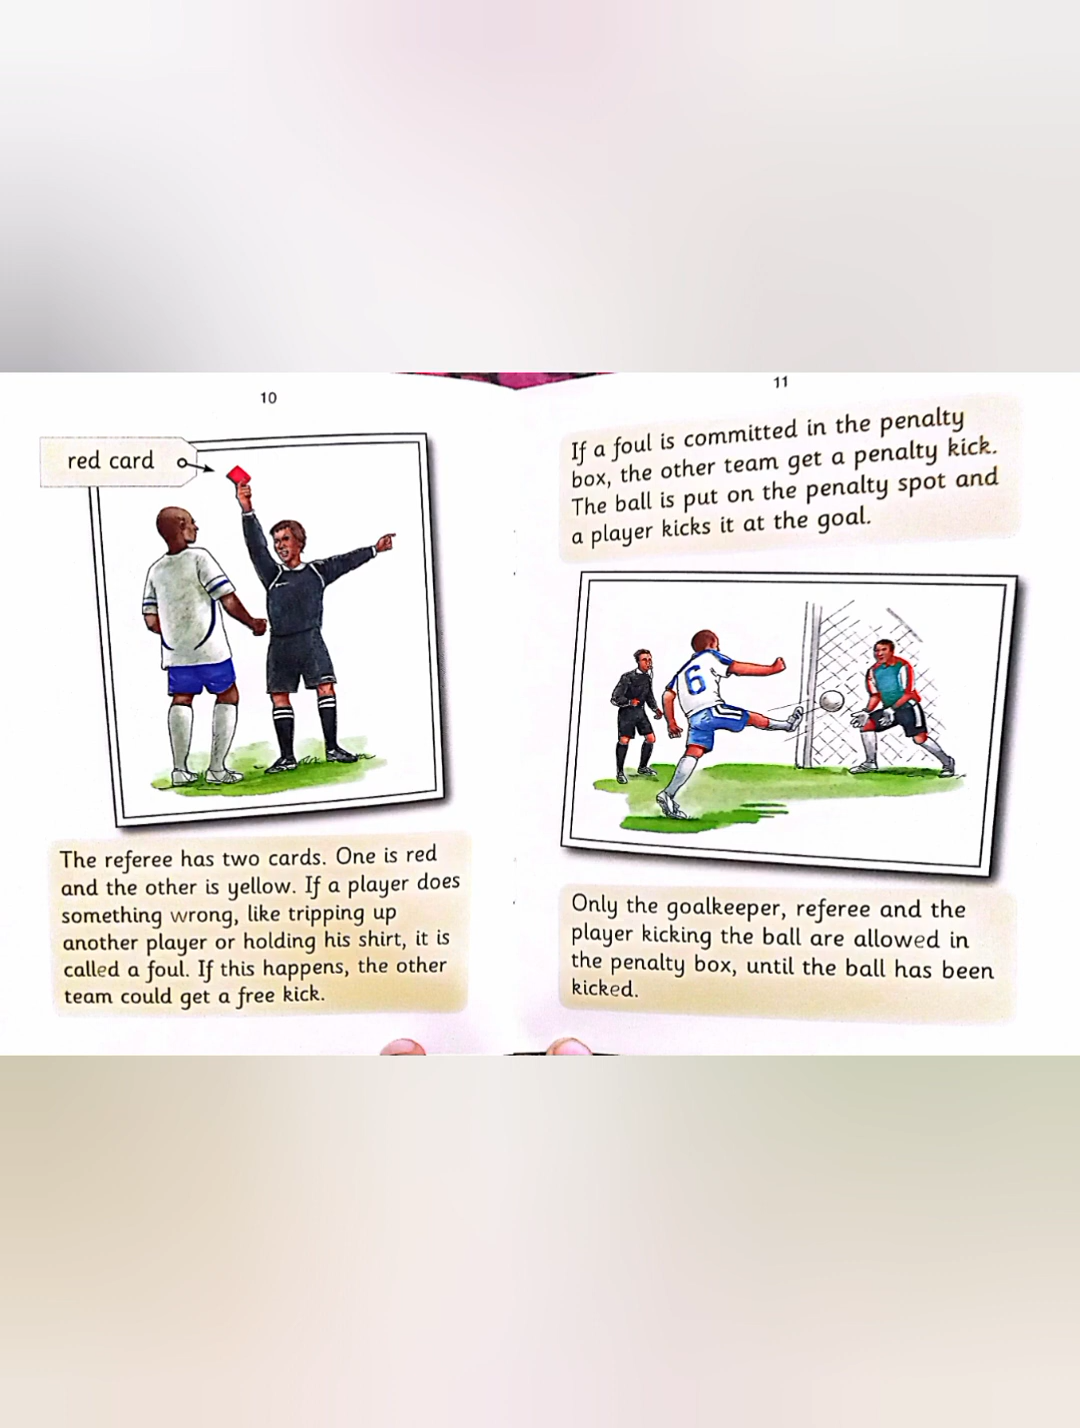 10
red card
The referee has two cards. One is red
and the other is yellow. If a player does
something wrong, like tripping up
another player or holding his shirt, it is
called a foul. If this happens, the other
team could get a free kick.
11
If a foul is committed in the penalty
box, the other team get a penalty kick.
The ball is put on the penalty spot and
a player kicks it at the goal.
6
Only the goalkeeper, referee and the
player kicking the ball are allowed in
the penalty box, until the ball has been
kicked.